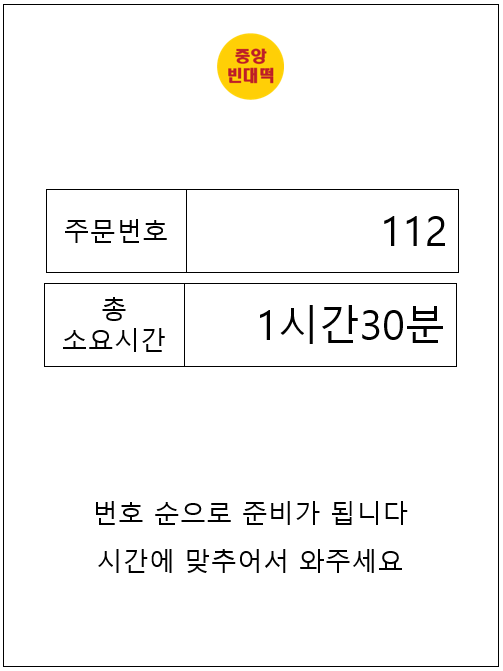 중앙
빈대떡
주문번호
112
총
소요시간
1시간30분
번호 순으로 준비가 됩니다
시간에 맞추어서 와주세요